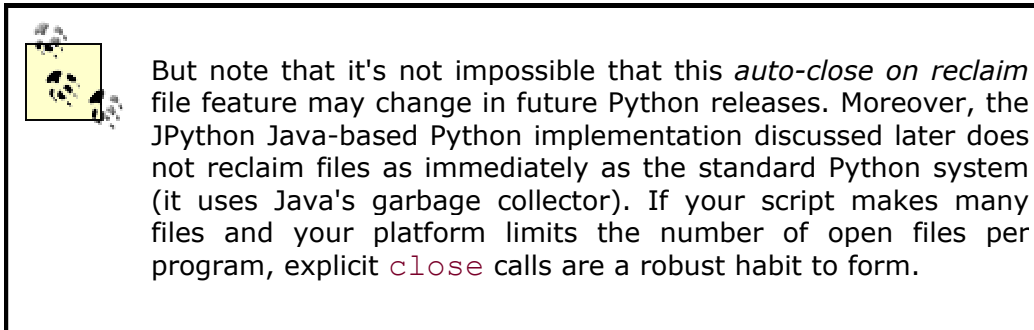 But note that it's not impossible that this auto-close on reclaim
file feature may change in future Python releases. Moreover, the
JPython Java-based Python implementation discussed later does
not reclaim files as immediately as the standard Python system
(it uses Java's garbage collector). If your script makes many
files and your platform limits the number of open files per
program, explicit close calls are a robust habit to form.